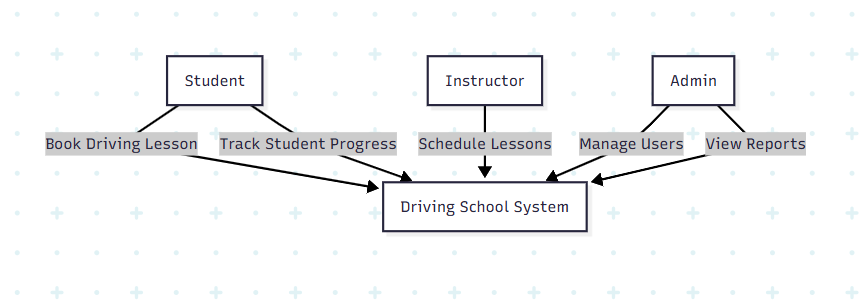 Student
Instructor
Admin
Book Driving Lesson
Track Student Progress
Schedule Lessons
Manage Users
View Reports
Driving School System